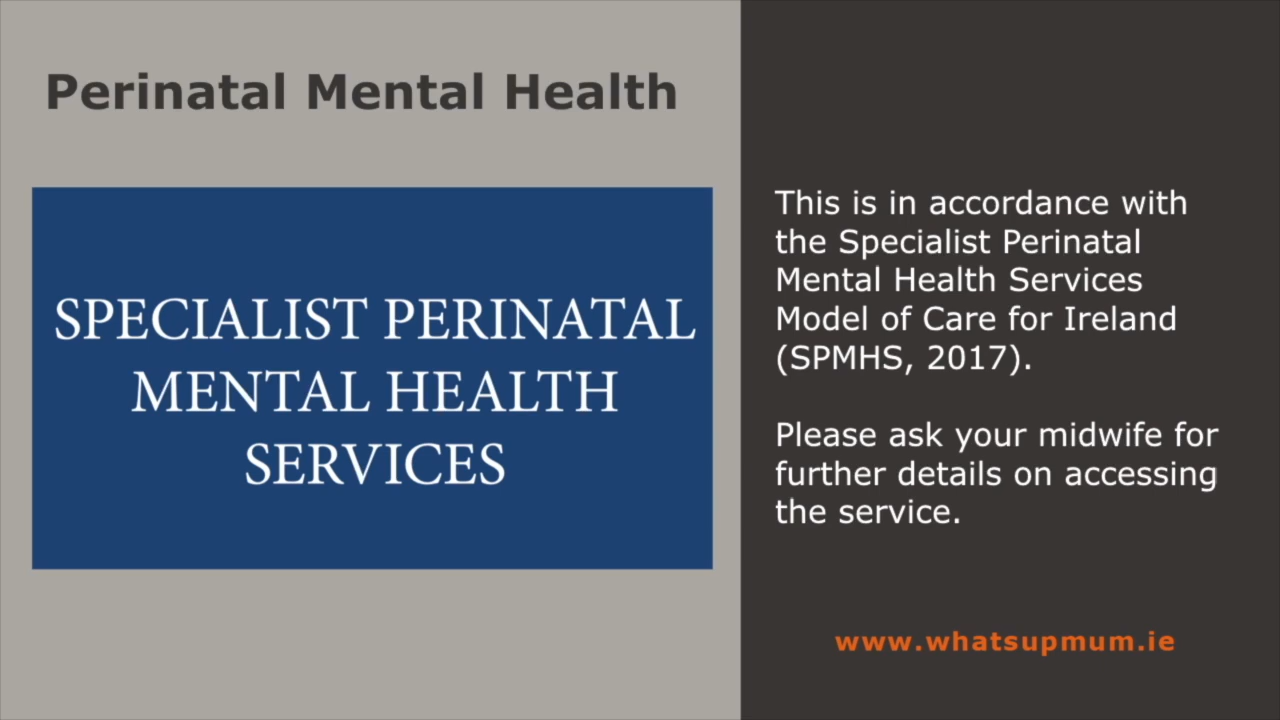 Perinatal Mental Health
SPECIALIST PERINATAL
MENTAL HEALTH
SERVICES
This is in accordance with
the Specialist Perinatal
Mental Health Services
Model of Care for Ireland
(SPMHS, 2017).
Please ask your midwife for
further details on accessing
the service.
www.whatsupmum.ie